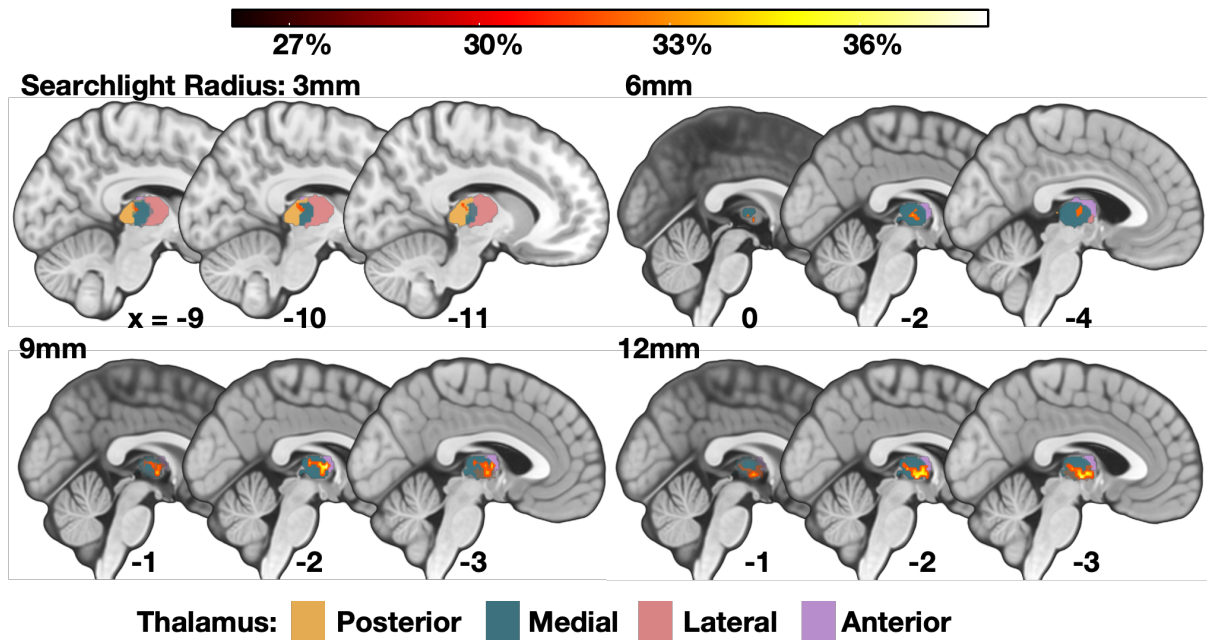 27% 30% 33% 36%
Searchlight Radius: 3mm 6mm
x = -9 -10 -11 0 -2 -4
9mm 12mm
-1 -2 -3 -1 -2 -3
Thalamus: Posterior Medial Lateral Anterior